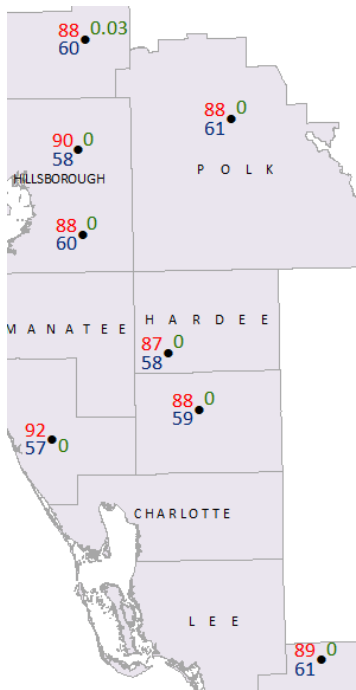 88 0.03
60
88 0
61
90 0
58
HILLSBOROUGH
P O L K
88 0
60
M A N A T E E
H A R D E E
87 0
58
88 0
59
92
57 0
C H A R L O T T E
L E E
89 0
61